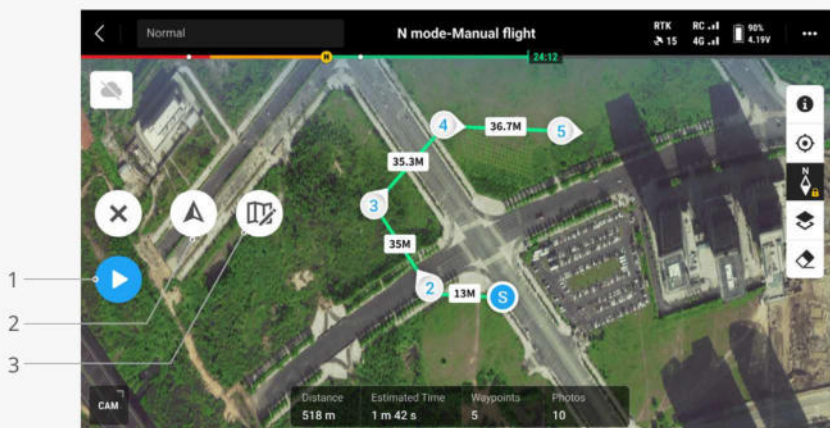 Normal
N mode-Manual flight
RTK
15
RC
4G
90%
4.19V
24:12
N
4
36.7M
5
35.3M
3
35M
2
13M
S
1
2
3
CAM
Distance
518 m
Estimated Time
1 m 42 s
Waypoints
5
Photos
10